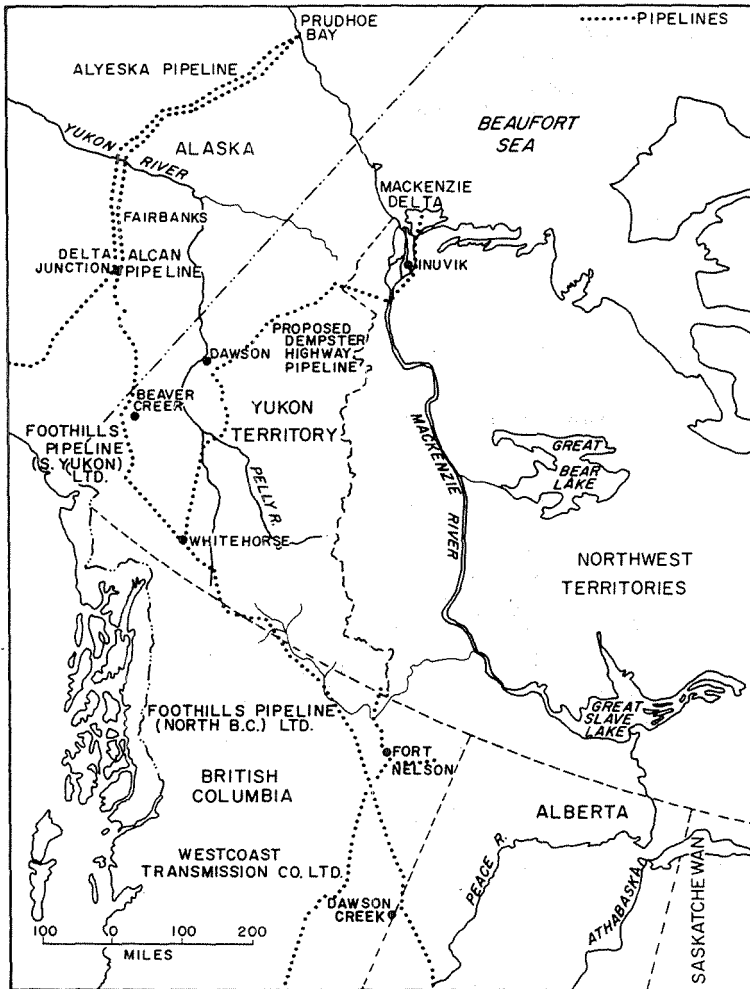 PRUDHOE
BAY
PIPELINES
ALYESKA PIPELINE
BEAUFORT
SEA
YUKON
RIVER
ALASKA
MACKENZIE
DELTA
FAIRBANKS
DELTA
JUNCTION
ALCAN
PIPELINE
INUVIK
PROPOSED
DEMPSTER
HIGHWAY
PIPELINE
DAWSON
BEAVER
CREEK
YUKON
TERRITORY
FOOTHILLS
PIPELINE
(S. YUKON)
LTD.
PELLY R.
MACKENZIE
RIVER
GREAT
BEAR
LAKE
WHITEHORSE
NORTHWEST
TERRITORIES
FOOTHILLS PIPELINE
(NORTH B.C.) LTD.
GREAT
SLAVE
LAKE
FORT
NELSON
BRITISH
COLUMBIA
ALBERTA
WESTCOAST
TRANSMISSION CO. LTD.
PEACE R.
ATHABASKA
SASKATCHEWAN
DAWSON
CREEK
100 0 100 200
MILES